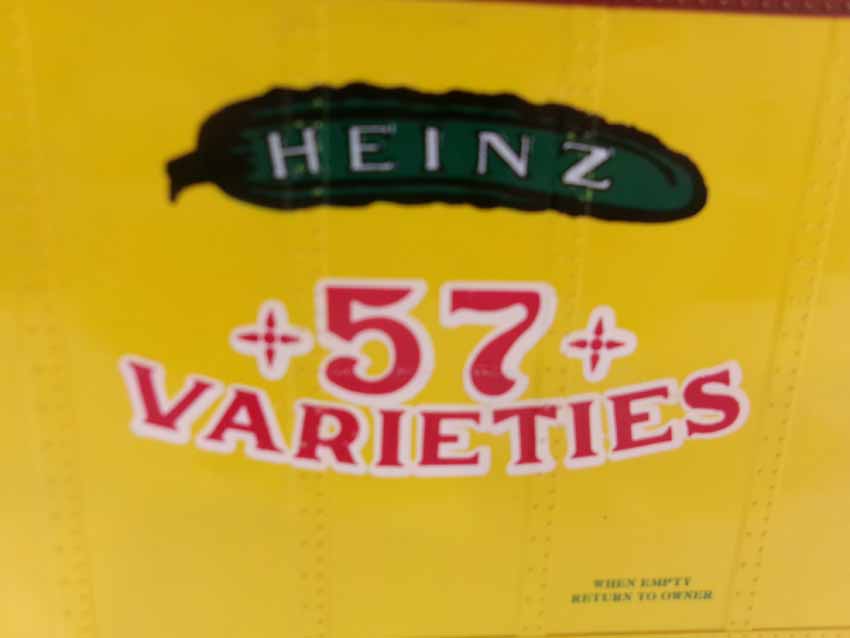 HEINZ
57
VARIETIES
WHEN EMPTY
RETURN TO OWNER